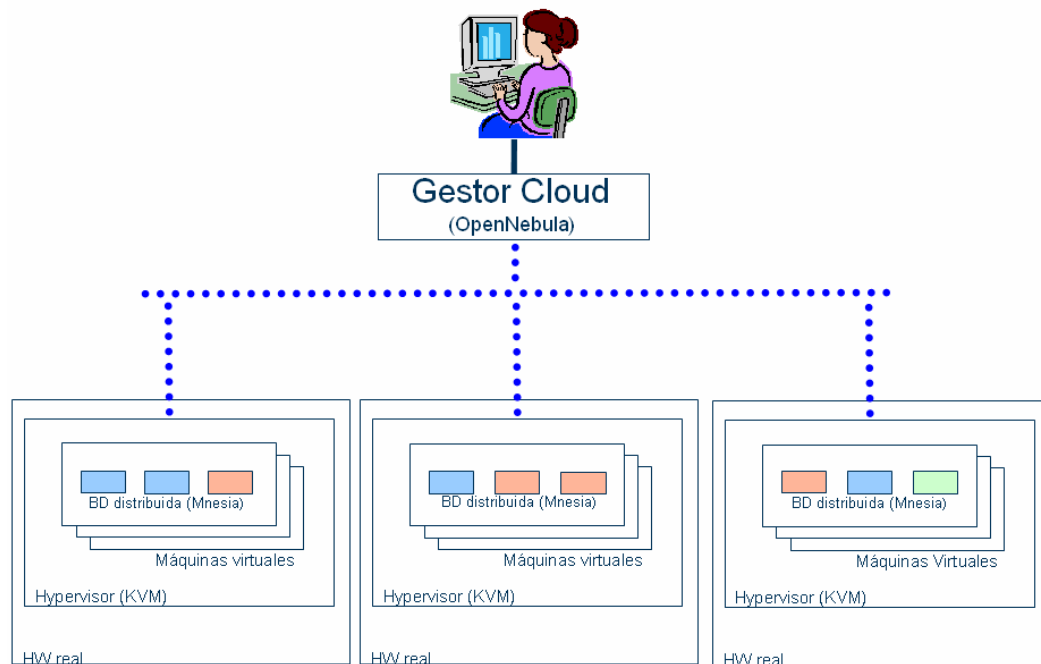 Gestor Cloud
(OpenNebula)
BD distribuida (Mnesia)
Máquinas virtuales
Hypervisor (KVM)
HW real
BD distribuida (Mnesia)
Máquinas virtuales
Hypervisor (KVM)
HW real
BD distribuida (Mnesia)
Máquinas Virtuales
Hypervisor (KVM)
HW real